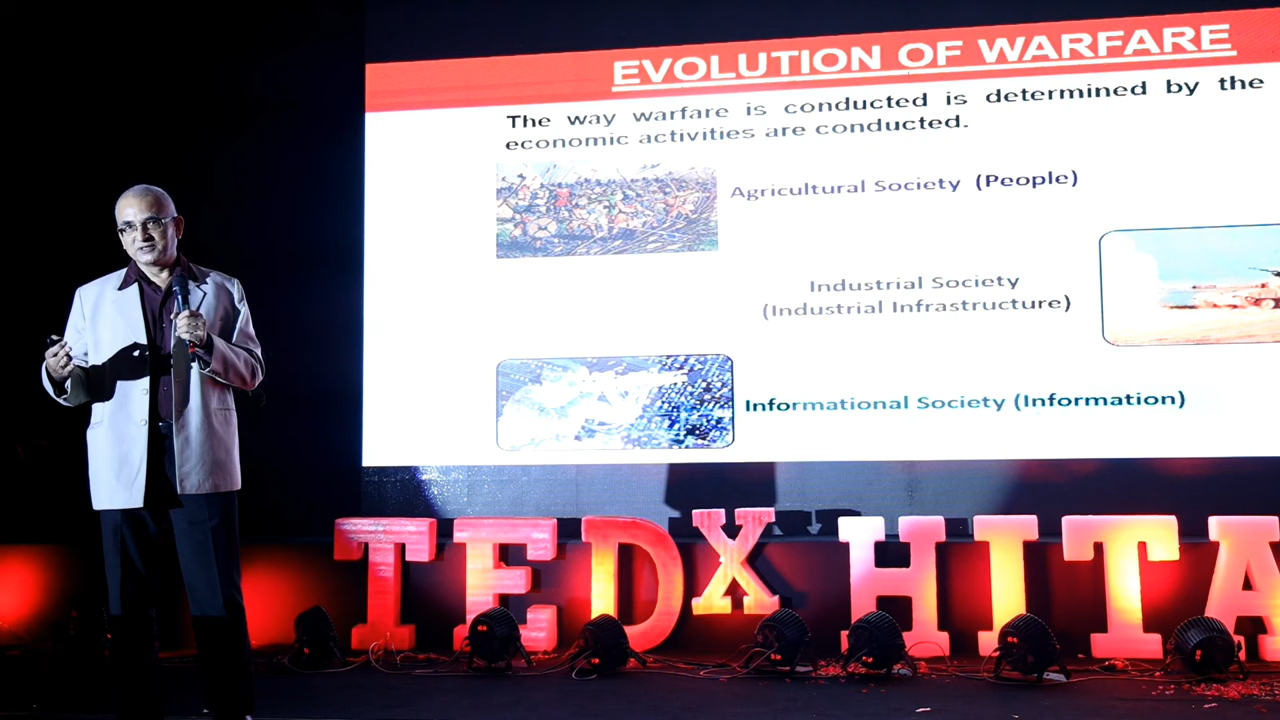 EVOLUTION OF WARFARE
The way warfare is conducted is determined by the
economic activities are conducted.
Agricultural Society (People)
Industrial Society
(Industrial Infrastructure)
Informational Society (Information)
TEDX HITA